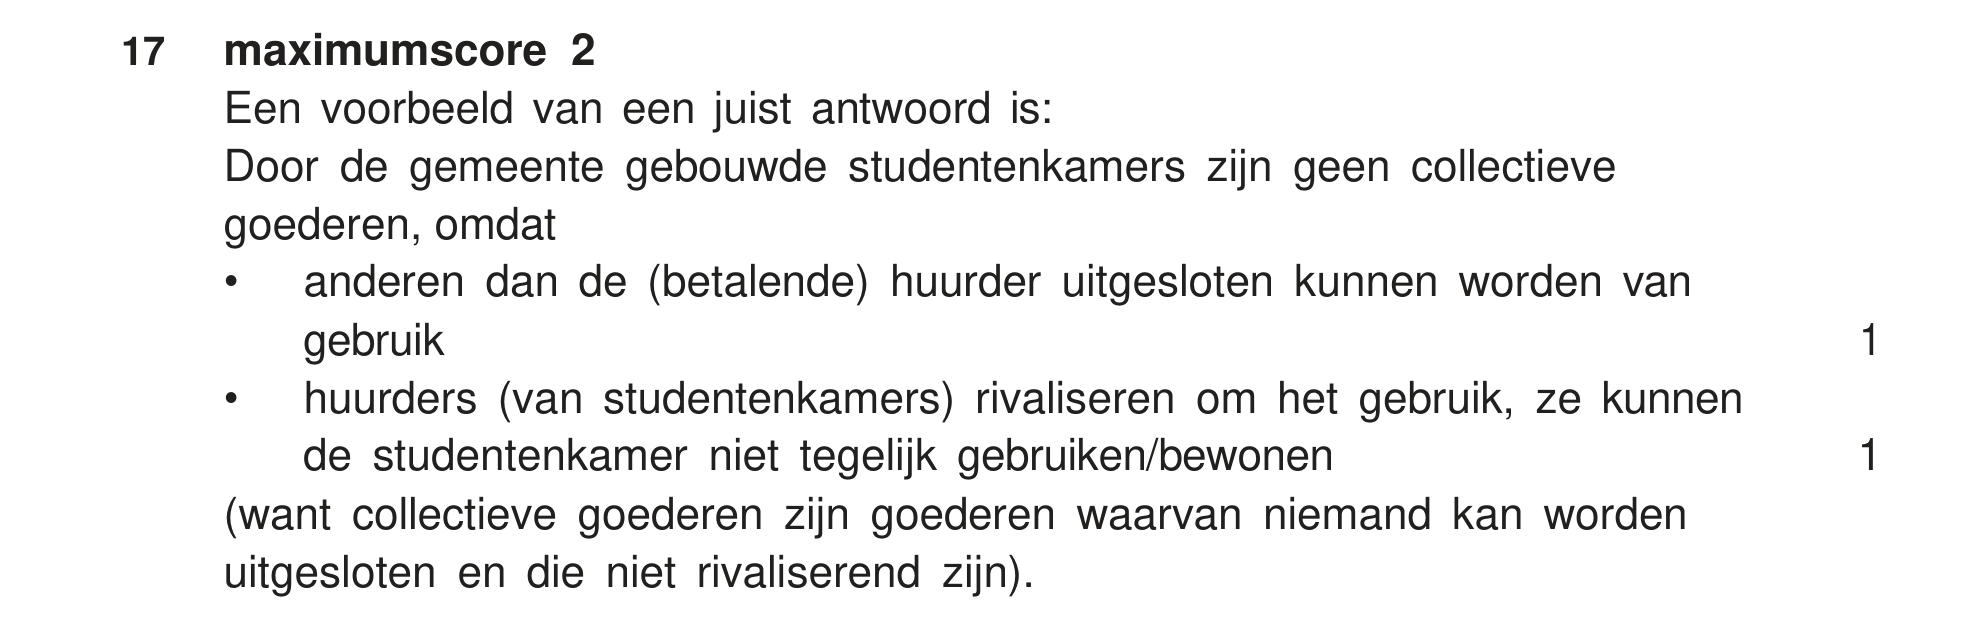 17 maximumscore 2
Een voorbeeld van een juist antwoord is:
Door de gemeente gebouwde studentenkamers zijn geen collectieve
goederen, omdat
• anderen dan de (betalende) huurder uitgesloten kunnen worden van
gebruik 1
• huurders (van studentenkamers) rivaliseren om het gebruik, ze kunnen
de studentenkamer niet tegelijk gebruiken/bewonen 1
(want collectieve goederen zijn goederen waarvan niemand kan worden
uitgesloten en die niet rivaliserend zijn).